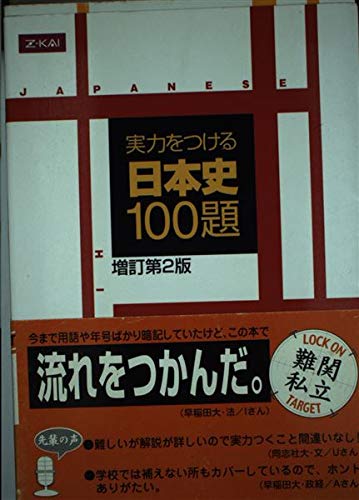 Z-KAI
JAPANESE
実力をつける
日本史
100題
HI
増訂第2版
今まで用語や年号ばかり暗記していたけど、この本で
流れをつかんだ。
(早稲田大・法/Iさん)
LOCK ON
難関
私立
TARGET
先輩の声
●難しいが解説が詳しいので実力つくこと間違いなし!
(同志社大・文/Uさん
●学校では補えない所もカバーしているので、ホント
ありがたい。
(早稲田大・政経/Aさん